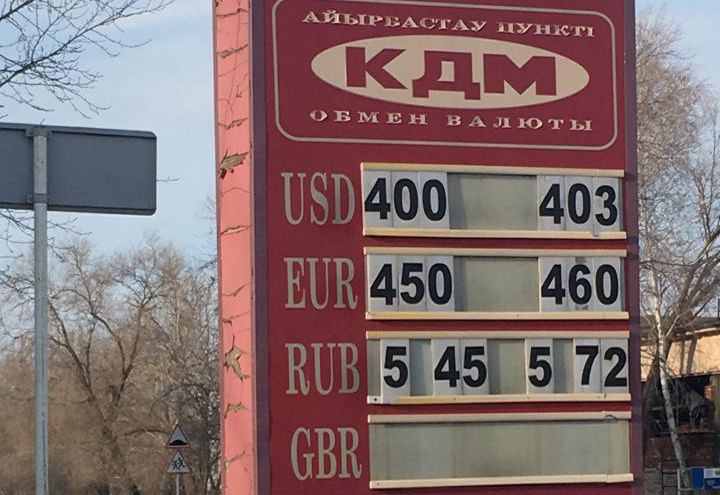 АЙЫРБАСТАУ ПУНКТІ
КДМ
ОБМЕН ВАЛЮТЫ
USD 400 403
EUR 450 460
RUB 5 45 5 72
GBR